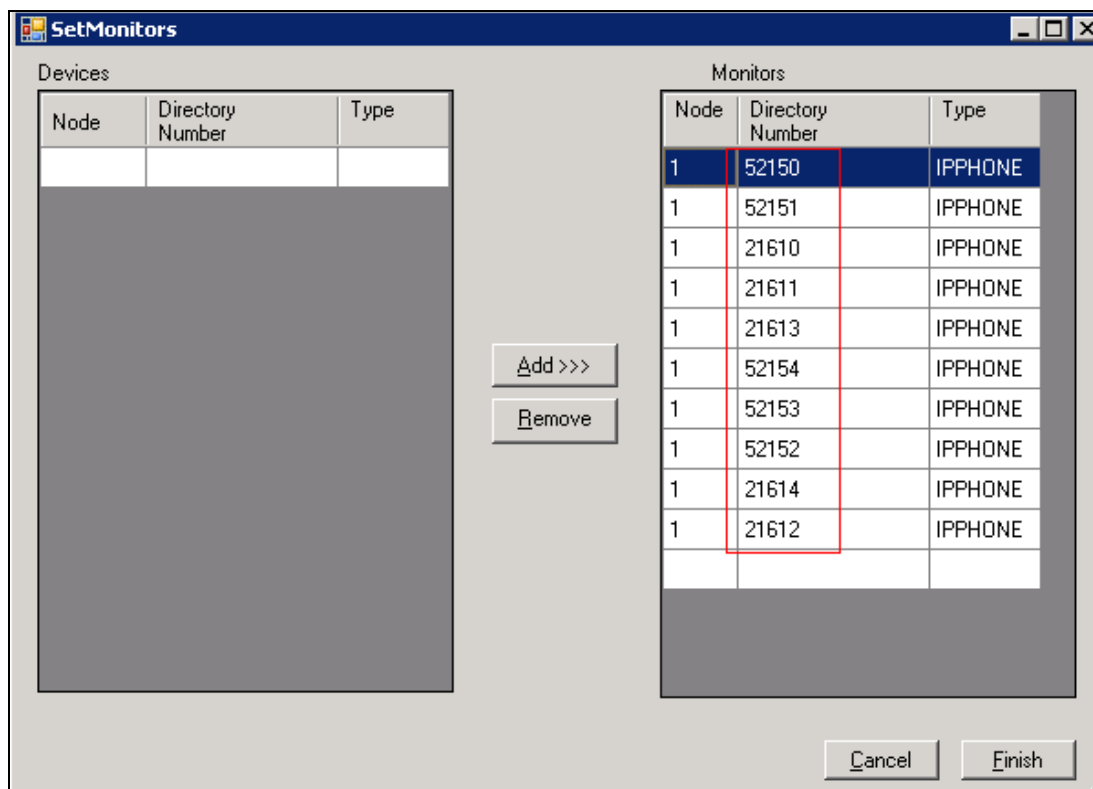 SetMonitors
Devices
Monitors
Node Directory Number Type
Node Directory Number Type
1 52150 IPPHONE
1 52151 IPPHONE
1 21610 IPPHONE
1 21611 IPPHONE
1 21613 IPPHONE
1 52154 IPPHONE
1 52153 IPPHONE
1 52152 IPPHONE
1 21614 IPPHONE
1 21612 IPPHONE
Add >>>
Remove
Cancel Finish